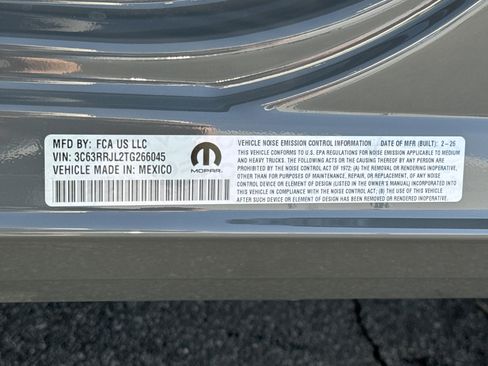 MFD BY: FCA US LLC
VIN: 3C63RRJL2TG266045
VEHICLE MADE IN: MEXICO
MOPAR
VEHICLE NOISE EMISSION CONTROL INFORMATION DATE OF MFR (BUILT): 2-26
THIS VEHICLE CONFORMS TO U.S. EPA REGULATIONS FOR NOISE EMISSION APPLICABLE TO MEDIUM
AND HEAVY TRUCKS. THE FOLLOWING ACTS OR THE CAUSING THEREOF BY ANY PERSON ARE
PROHIBITED BY THE NOISE CONTROL ACT OF 1972: (A) THE REMOVAL OR RENDERING INOPERATIVE,
OTHER THAN FOR PURPOSES OF MAINTENANCE, REPAIR, OR REPLACEMENT, OF ANY NOISE
CONTROL DEVICE OR ELEMENT OF DESIGN (LISTED IN THE OWNER'S MANUAL) INCORPORATED INTO
THIS VEHICLE IN COMPLIANCE WITH THE NOISE CONTROL ACT; (B) THE USE OF THIS VEHICLE
AFTER SUCH DEVICE OR ELEMENT OF DESIGN HAS BEEN REMOVED OR RENDERED INOPERATIVE.